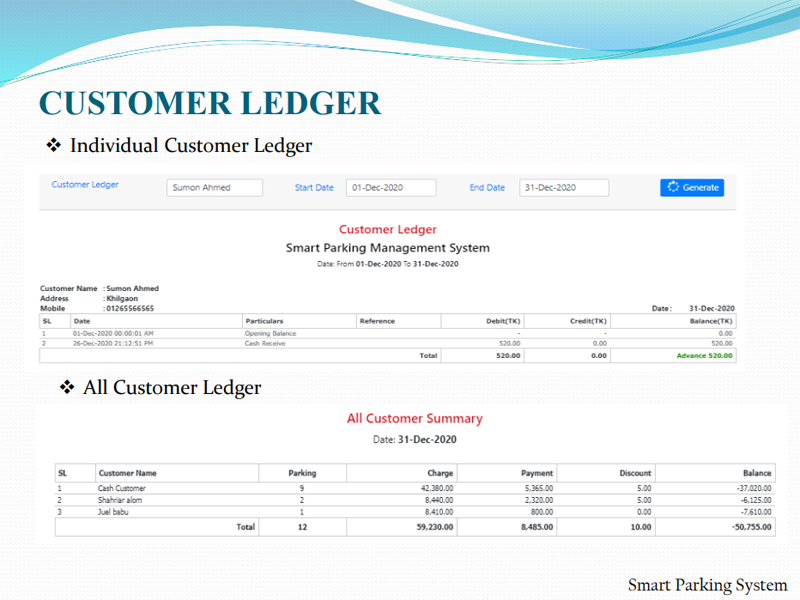 CUSTOMER LEDGER
❖ Individual Customer Ledger
Customer Ledger Sumon Ahmed Start Date 01-Dec-2020 End Date 31-Dec-2020 Generate
Customer Ledger
Smart Parking Management System
Date: From 01-Dec-2020 To 31-Dec-2020
Customer Name : Sumon Ahmed
Address : Khilgaon
Mobile : 01265566565 Date: 31-Dec-2020
SL Date Particulars Reference Debit(TK) Credit(TK) Balance(TK)
1 01-Dec-2020 00:00:01 AM Opening Balance - - 0.00
2 26-Dec-2020 21:12:51 PM Cash Receive 520.00 0.00 520.00
Total 520.00 0.00 Advance 520.00
❖ All Customer Ledger
All Customer Summary
Date: 31-Dec-2020
SL Customer Name Parking Charge Payment Discount Balance
1 Cash Customer 9 42,380.00 5,365.00 5.00 -37,020.00
2 Shahriar alom 2 8,440.00 2,320.00 5.00 -6,125.00
3 Juel babu 1 8,410.00 800.00 0.00 -7,610.00
Total 12 59,230.00 8,485.00 10.00 -50,755.00
Smart Parking System